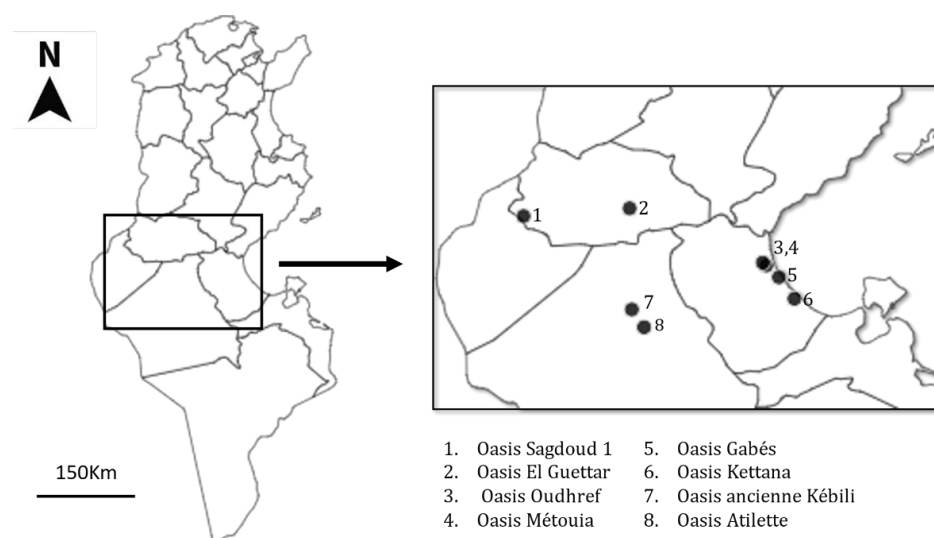 N
1
2
3,4
5
6
7
8
150Km
1. Oasis Sagdoud 1
2. Oasis El Guettar
3. Oasis Oudhref
4. Oasis Métouia
5. Oasis Gabés
6. Oasis Kettana
7. Oasis ancienne Kébili
8. Oasis Atilette